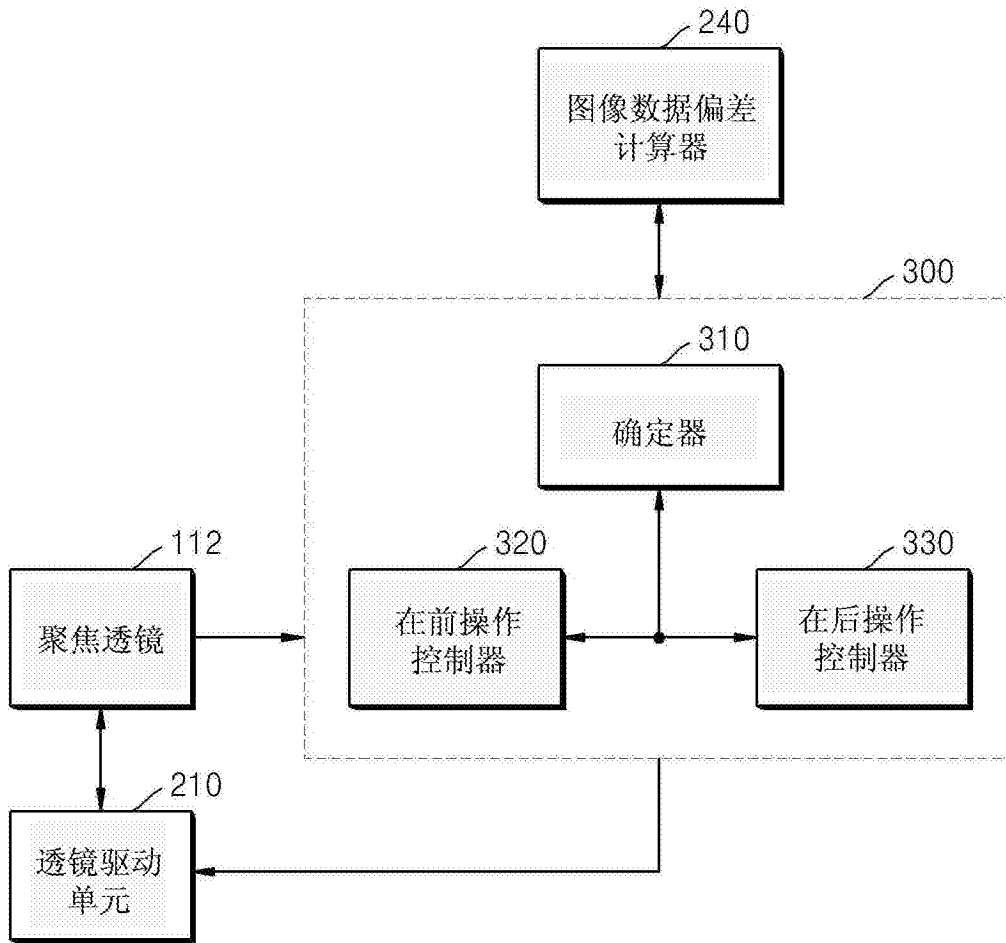 240
图像数据偏差
计算器
300
310
确定器
112
聚焦透镜
320
在前操作
控制器
330
在后操作
控制器
210
透镜驱动
单元